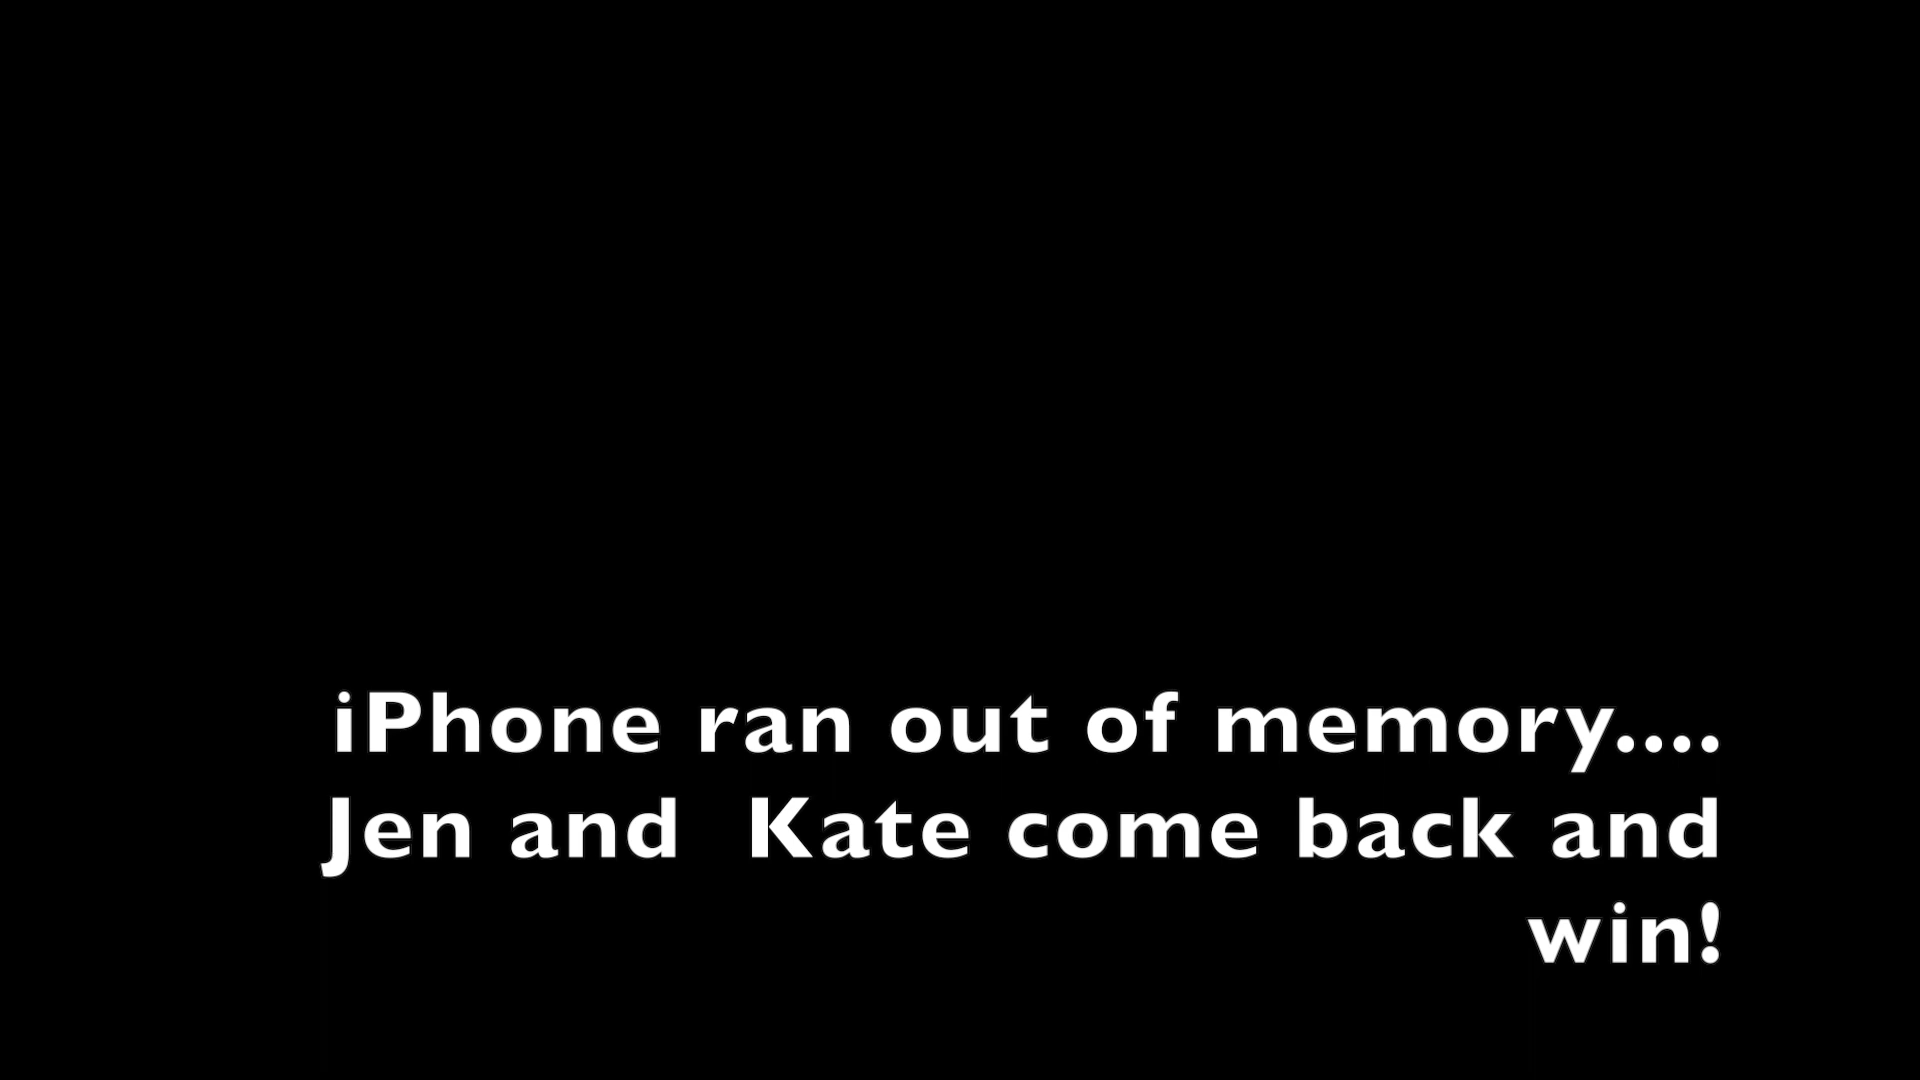 iPhone ran out of memory....
Jen and  Kate come back and
win!